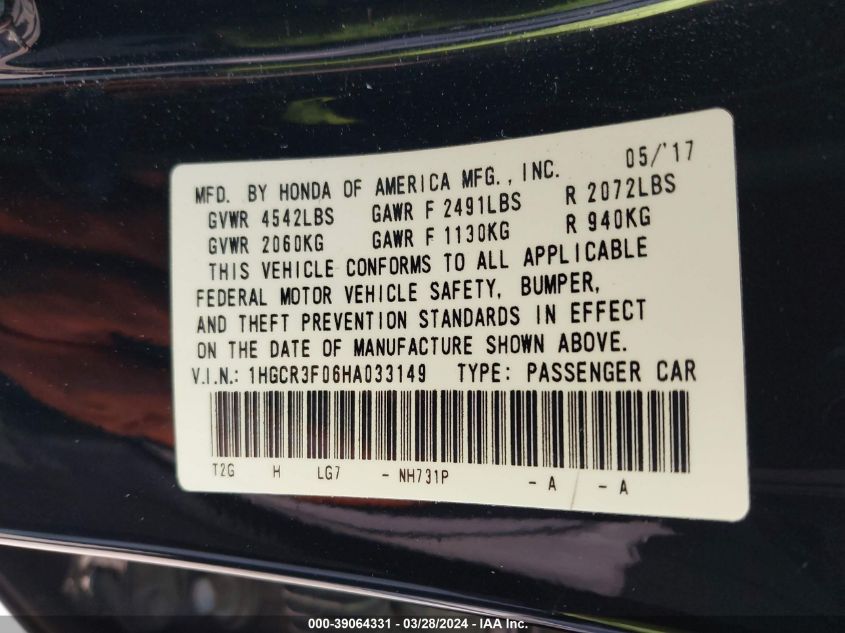 05/'17
MFD. BY HONDA OF AMERICA MFG., INC.
GVWR 4542LBS GAWR F 2491LBS R 2072LBS
GVWR 2060KG GAWR F 1130KG R 940KG
THIS VEHICLE CONFORMS TO ALL APPLICABLE
FEDERAL MOTOR VEHICLE SAFETY, BUMPER,
AND THEFT PREVENTION STANDARDS IN EFFECT
ON THE DATE OF MANUFACTURE SHOWN ABOVE.
V.I.N.: 1HGCR3F06HA033149 TYPE: PASSENGER CAR
T2G H LG7 - NH731P - A - A
000-39064331 / 03/28/2024 - IAA Inc.